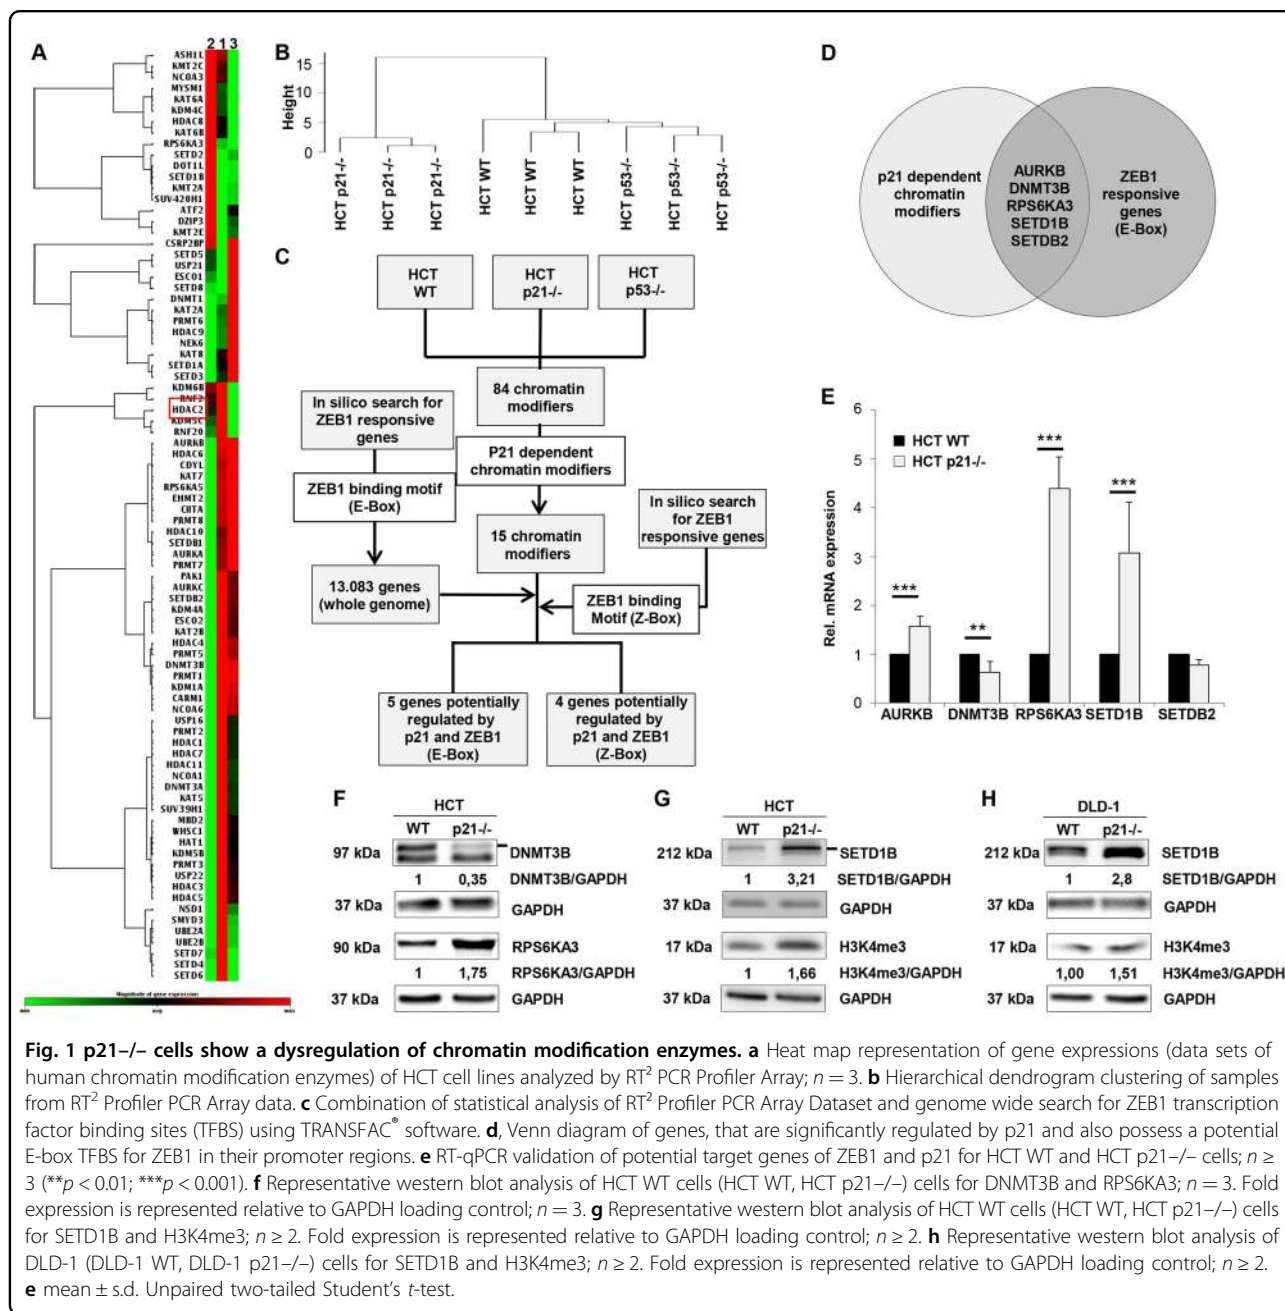 A
2 1 3
ASH1L
KMT2C
NCOA3
MYSM1
KAT6A
KDM4C
HDAC8
KAT6B
RPS6KA3
SETD2
DOT1L
SETD1B
KMT2A
SUV420H1
ATF2
DZIP3
KMT2E
CSRP2BP
SETD5
USP21
ESCO1
SETD8
DNMT1
KAT2A
PRMT6
HDAC9
NEK6
KAT8
SETD1A
SETD3
KDM6B
RNF2
HDAC2
KDM5C
RNF20
AURKB
HDAC6
CDYL
KAT7
RPS6KA5
EHMT2
CIITA
PRMT8
HDAC10
SETDB1
AURKA
PRMT7
PAK1
AURKC
SETDB2
KDM4A
ESCO2
KAT2B
HDAC4
PRMT5
DNMT3B
PRMT1
KDM1A
CARM1
NCOA6
USP16
PRMT2
HDAC1
HDAC7
HDAC11
NCOA1
DNMT3A
KAT5
SUV39H1
MBD2
WHSC1
HAT1
KDM5B
PRMT3
USP22
HDAC3
HDAC5
NSD1
SMYD3
UBE2A
UBE2B
SETD7
SETD4
SETD6
Magnitude of gene expression
min avg max
B
Height
15
10
5
0
HCT p21-/-
HCT p21-/-
HCT p21-/-
HCT WT
HCT WT
HCT WT
HCT p53-/-
HCT p53-/-
HCT p53-/-
C
HCT
WT
HCT
p21-/-
HCT
p53-/-
84 chromatin
modifiers
In silico search for
ZEB1 responsive
genes
P21 dependent
chromatin modifiers
ZEB1 binding motif
(E-Box)
In silico search
for ZEB1
responsive genes
15 chromatin
modifiers
13.083 genes
(whole genome)
ZEB1 binding
Motif (Z-Box)
5 genes potentially
regulated by
p21 and ZEB1
(E-Box)
4 genes potentially
regulated by
p21 and ZEB1
(Z-Box)
D
p21 dependent
chromatin
modifiers
AURKB
DNMT3B
RPS6KA3
SETD1B
SETDB2
ZEB1
responsive
genes
(E-Box)
E
Rel. mRNA expression
6
5
4
3
2
1
0
HCT WT
HCT p21-/-
***
**
***
***
AURKB DNMT3B RPS6KA3 SETD1B SETDB2
F
HCT
WT p21-/-
97 kDa DNMT3B
1 0,35 DNMT3B/GAPDH
37 kDa GAPDH
90 kDa RPS6KA3
1 1,75 RPS6KA3/GAPDH
37 kDa GAPDH
G
HCT
WT p21-/-
212 kDa SETD1B
1 3,21 SETD1B/GAPDH
37 kDa GAPDH
17 kDa H3K4me3
1 1,66 H3K4me3/GAPDH
37 kDa GAPDH
H
DLD-1
WT p21-/-
212 kDa SETD1B
1 2,8 SETD1B/GAPDH
37 kDa GAPDH
17 kDa H3K4me3
1,00 1,51 H3K4me3/GAPDH
37 kDa GAPDH
Fig. 1 p21–/– cells show a dysregulation of chromatin modification enzymes. a Heat map representation of gene expressions (data sets of
human chromatin modification enzymes) of HCT cell lines analyzed by RT² PCR Profiler Array; n = 3. b Hierarchical dendrogram clustering of samples
from RT² Profiler PCR Array data. c Combination of statistical analysis of RT² Profiler PCR Array Dataset and genome wide search for ZEB1 transcription
factor binding sites (TFBS) using TRANSFAC® software. d, Venn diagram of genes, that are significantly regulated by p21 and also possess a potential
E-box TFBS for ZEB1 in their promoter regions. e RT-qPCR validation of potential target genes of ZEB1 and p21 for HCT WT and HCT p21–/– cells; n ≥
3 (**p < 0.01; ***p < 0.001). f Representative western blot analysis of HCT WT cells (HCT WT, HCT p21–/–) cells for DNMT3B and RPS6KA3; n = 3. Fold
expression is represented relative to GAPDH loading control; n = 3. g Representative western blot analysis of HCT WT cells (HCT WT, HCT p21–/–) cells
for SETD1B and H3K4me3; n ≥ 2. Fold expression is represented relative to GAPDH loading control; n ≥ 2. h Representative western blot analysis of
DLD-1 (DLD-1 WT, DLD-1 p21–/–) cells for SETD1B and H3K4me3; n ≥ 2. Fold expression is represented relative to GAPDH loading control; n ≥ 2.
e mean ± s.d. Unpaired two-tailed Student's t-test.